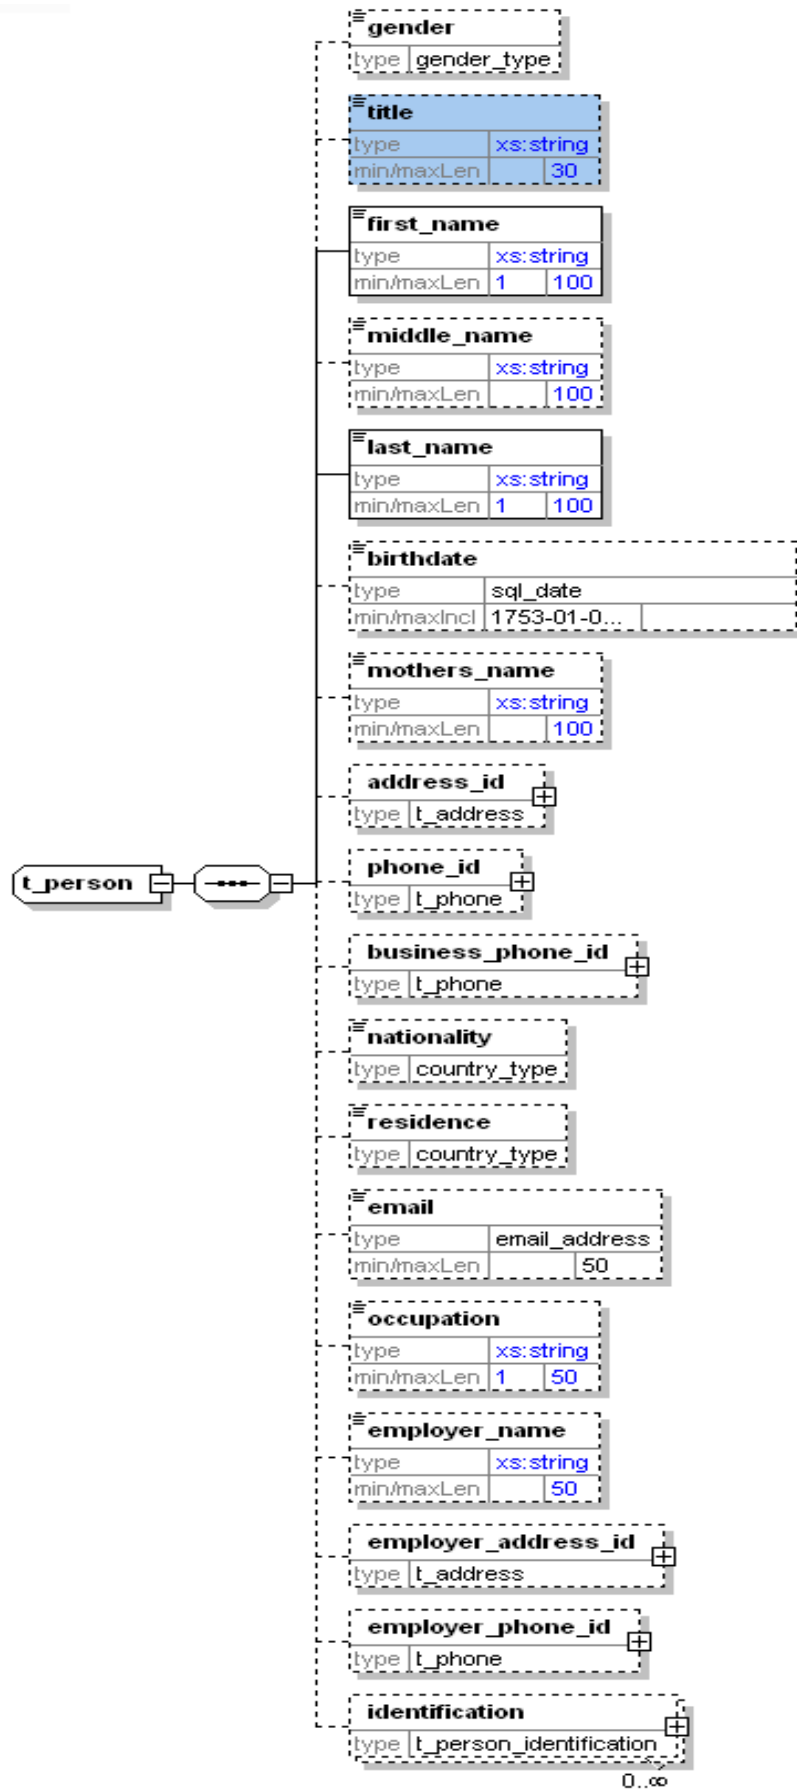 gender
type gender_type
title
type xs:string
min/maxLen 30
first_name
type xs:string
min/maxLen 1 100
middle_name
type xs:string
min/maxLen 100
last_name
type xs:string
min/maxLen 1 100
birthdate
type sql_date
min/maxIncl 1753-01-0...
mothers_name
type xs:string
min/maxLen 100
address_id
type t_address
t_person
phone_id
type t_phone
business_phone_id
type t_phone
nationality
type country_type
residence
type country_type
email
type email_address
min/maxLen 50
occupation
type xs:string
min/maxLen 1 50
employer_name
type xs:string
min/maxLen 50
employer_address_id
type t_address
employer_phone_id
type t_phone
identification
type t_person_identification
0..∞